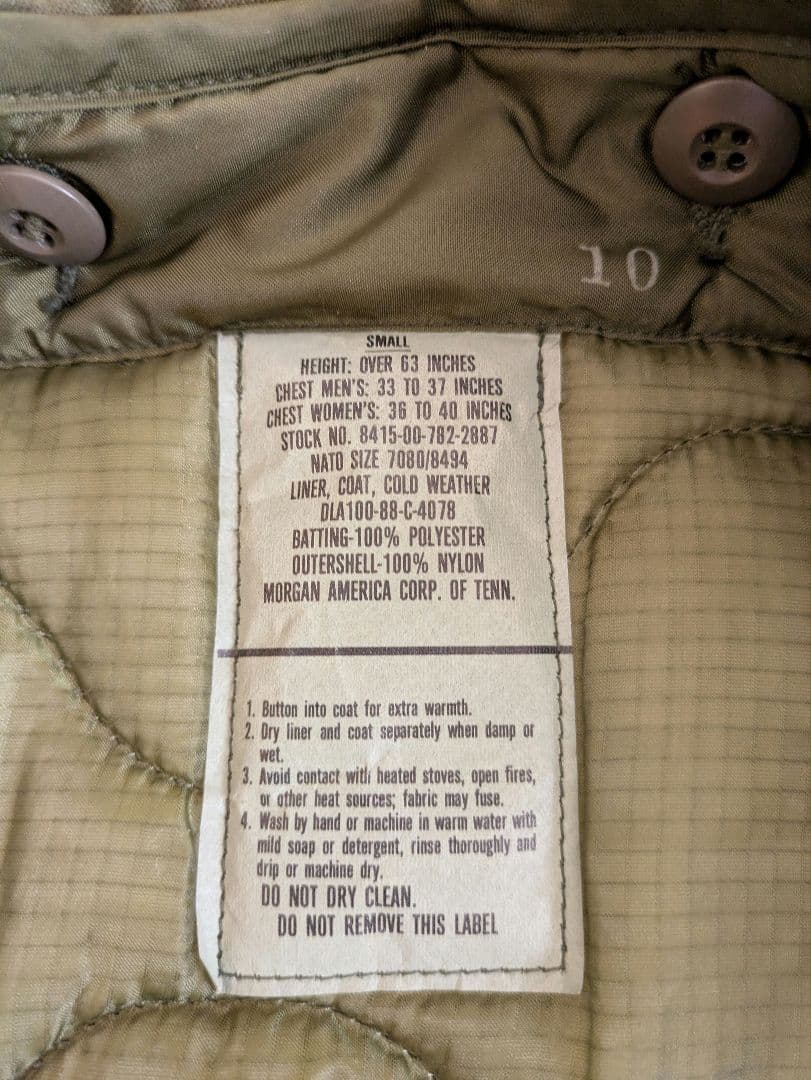 10
SMALL
HEIGHT: OVER 63 INCHES
CHEST MEN'S: 33 TO 37 INCHES
CHEST WOMEN'S: 36 TO 40 INCHES
STOCK NO. 8415-00-782-2887
NATO SIZE 7080/8494
LINER, COAT, COLD WEATHER
DLA100-88-C-4078
BATTING-100% POLYESTER
OUTERSHELL-100% NYLON
MORGAN AMERICA CORP. OF TENN.
1. Button into coat for extra warmth.
2. Dry liner and coat separately when damp or
wet.
3. Avoid contact with heated stoves, open fires,
or other heat sources; fabric may fuse.
4. Wash by hand or machine in warm water with
mild soap or detergent, rinse thoroughly and
drip or machine dry.
DO NOT DRY CLEAN.
DO NOT REMOVE THIS LABEL